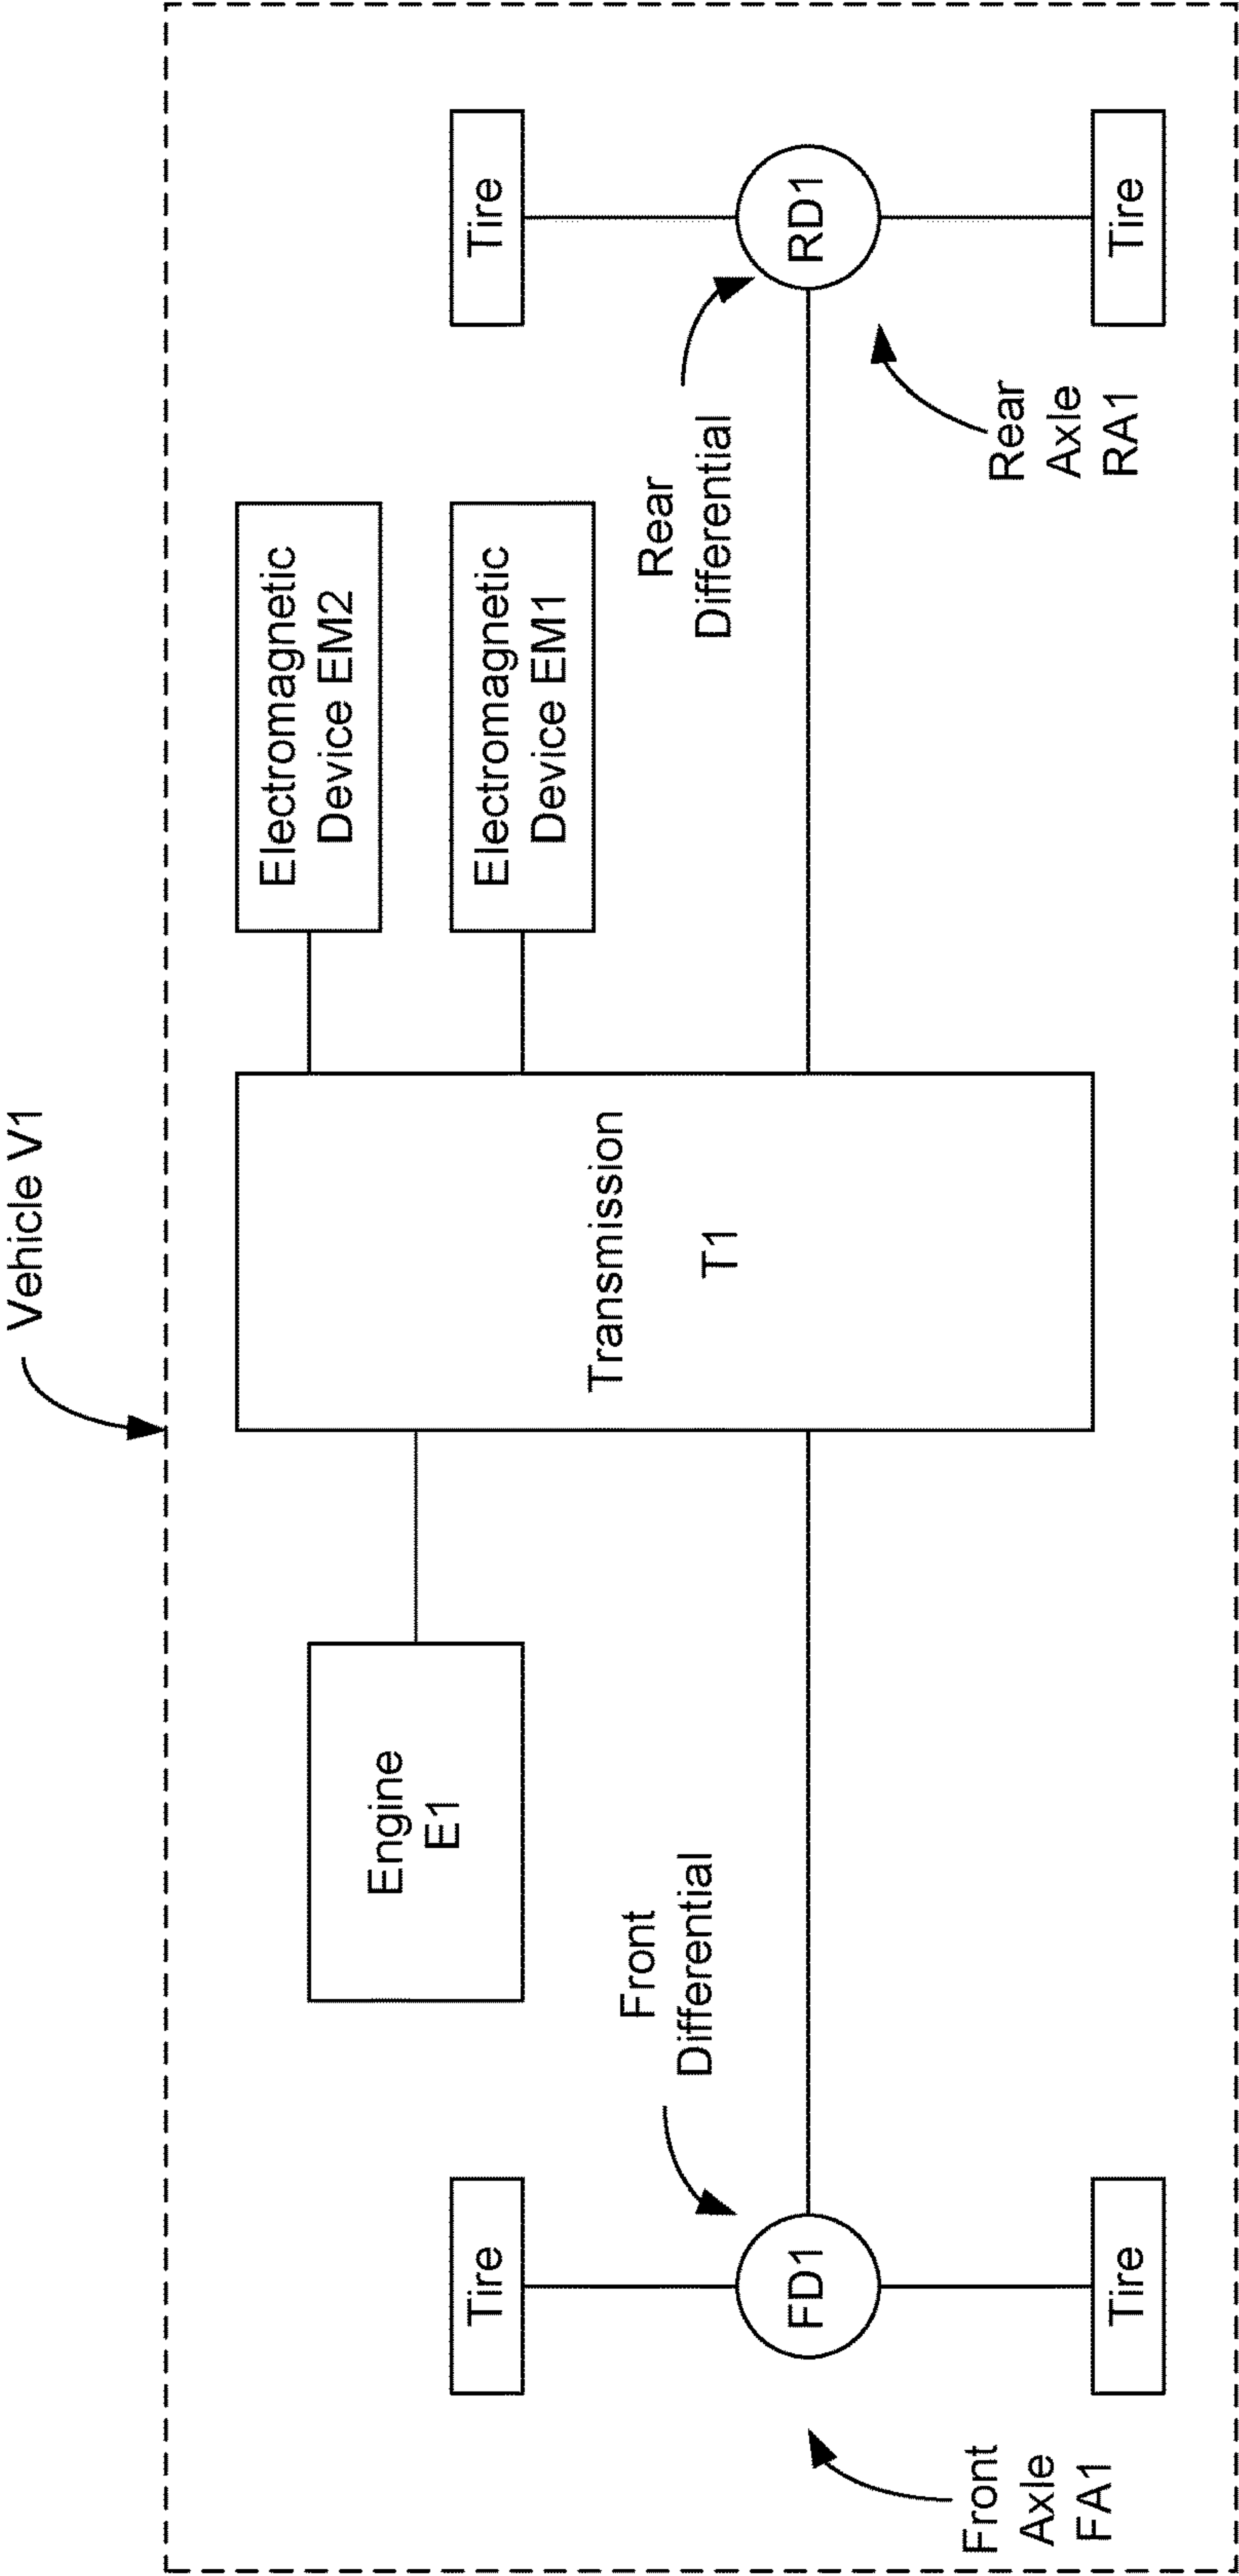 Vehicle V1
Electromagnetic
Device EM2
Electromagnetic
Device EM1
Engine
E1
Transmission
T1
Tire
Tire
Front
Differential
Rear
Differential
FD1
RD1
Front
Axle
FA1
Rear
Axle
RA1
Tire
Tire